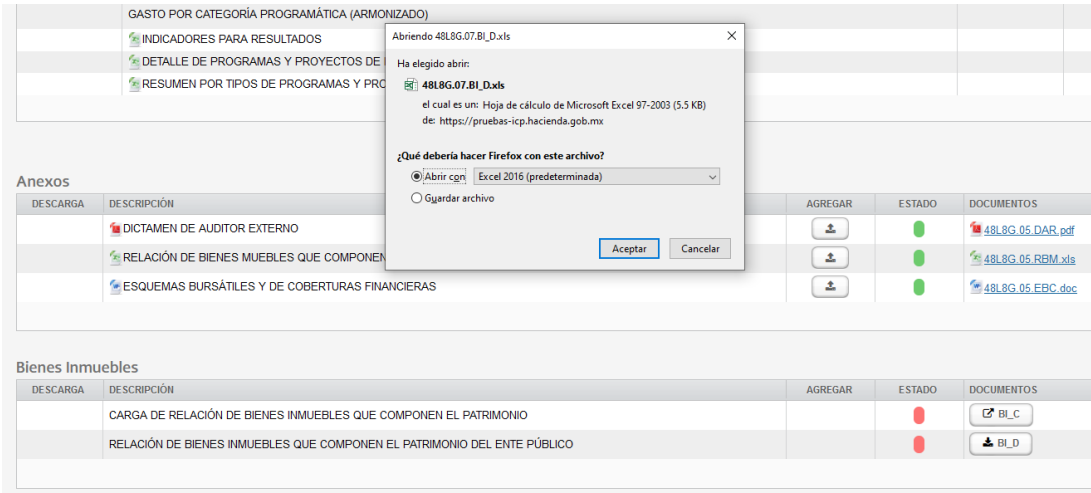 GASTO POR CATEGORÍA PROGRAMÁTICA (ARMONIZADO)
INDICADORES PARA RESULTADOS
DETALLE DE PROGRAMAS Y PROYECTOS DE
RESUMEN POR TIPOS DE PROGRAMAS Y
Abriendo 48L8G.07.BI_D.xls
Ha elegido abrir:
48L8G.07.BI_D.xls
el cual es un: Hoja de cálculo de Microsoft Excel 97-2003 (5.5 KB)
de: https://pruebas-icp.hacienda.gob.mx
¿Qué debería hacer Firefox con este archivo?
Abrir con Excel 2016 (predeterminada)
Guardar archivo
Aceptar Cancelar
Anexos
DESCARGA DESCRIPCIÓN AGREGAR ESTADO DOCUMENTOS
DICTAMEN DE AUDITOR EXTERNO 48L8G.05.DAR.pdf
RELACIÓN DE BIENES MUEBLES QUE COMPONEN 48L8G.05.RBM.xls
ESQUEMAS BURSÁTILES Y DE COBERTURAS FINANCIERAS 48L8G.05.EBC.doc
Bienes Inmuebles
DESCARGA DESCRIPCIÓN AGREGAR ESTADO DOCUMENTOS
CARGA DE RELACIÓN DE BIENES INMUEBLES QUE COMPONEN EL PATRIMONIO BI_C
RELACIÓN DE BIENES INMUEBLES QUE COMPONEN EL PATRIMONIO DEL ENTE PÚBLICO BI_D